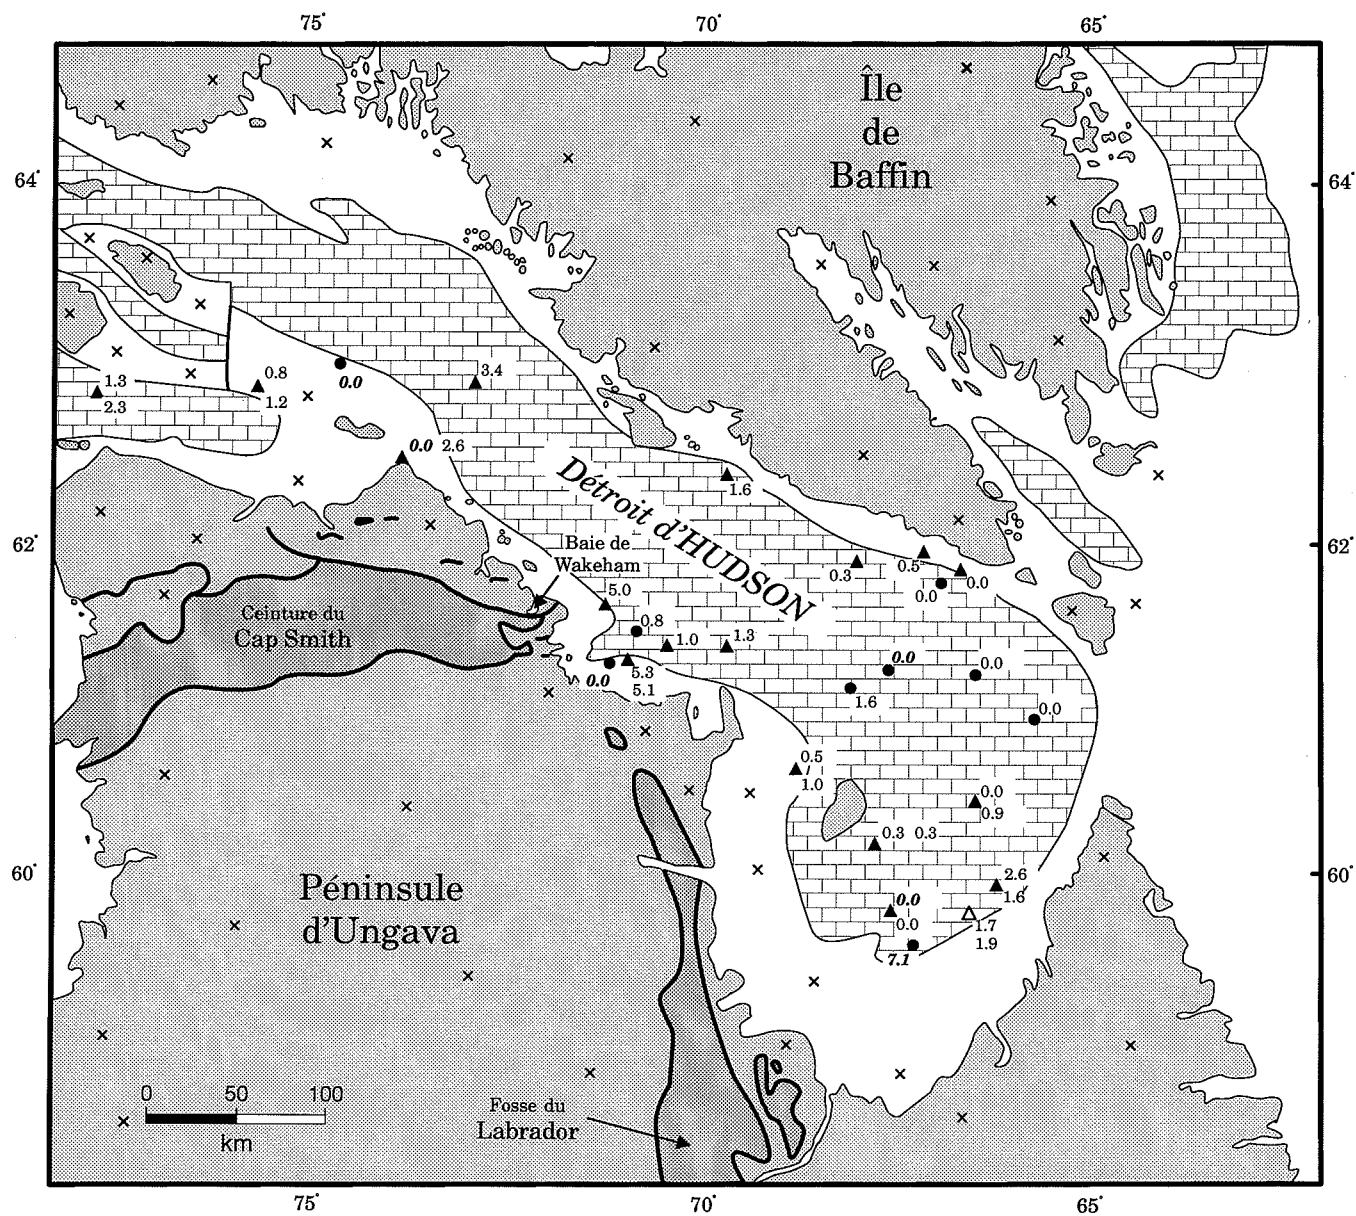 75° 70° 65°
Île
de
Baffin
64° 64°
3.4
0.8
0.0
1.3
1.2
2.3
0.0 2.6
1.6
Détroit d'HUDSON
62° 62°
Baie de
Wakeham
0.5
0.3
0.0
0.0
5.0
Ceinture du
Cap Smith
0.8
1.0
1.3
0.0
0.0
5.3
0.0
5.1
1.6
0.0
0.5
1.0
0.0
0.9
0.3 0.3
60° 60°
2.6
1.6
Péninsule
d'Ungava
0.0
0.0
1.7
1.9
7.1
0 50 100
km
Fosse du
Labrador
75° 70° 65°